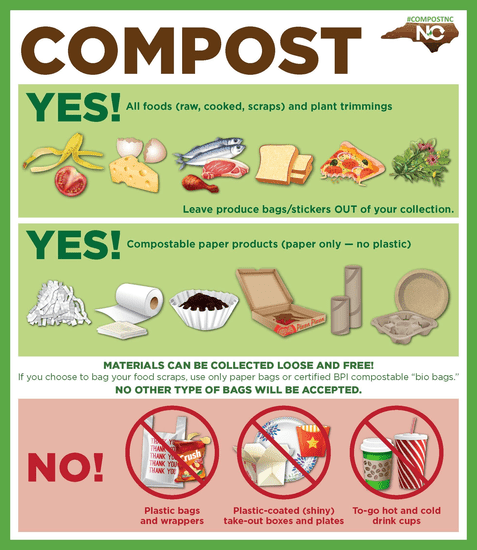 #COMPOSTNC
NC
COMPOST
YES! All foods (raw, cooked, scraps) and plant trimmings
Leave produce bags/stickers OUT of your collection.
YES! Compostable paper products (paper only — no plastic)
MATERIALS CAN BE COLLECTED LOOSE AND FREE!
If you choose to bag your food scraps, use only paper bags or certified BPI compostable “bio bags.”
NO OTHER TYPE OF BAGS WILL BE ACCEPTED.
NO!
THANK YOU
THANK YOU
THANK YOU
THANK YOU
Crush
Plastic bags
and wrappers
Plastic-coated (shiny)
take-out boxes and plates
To-go hot and cold
drink cups